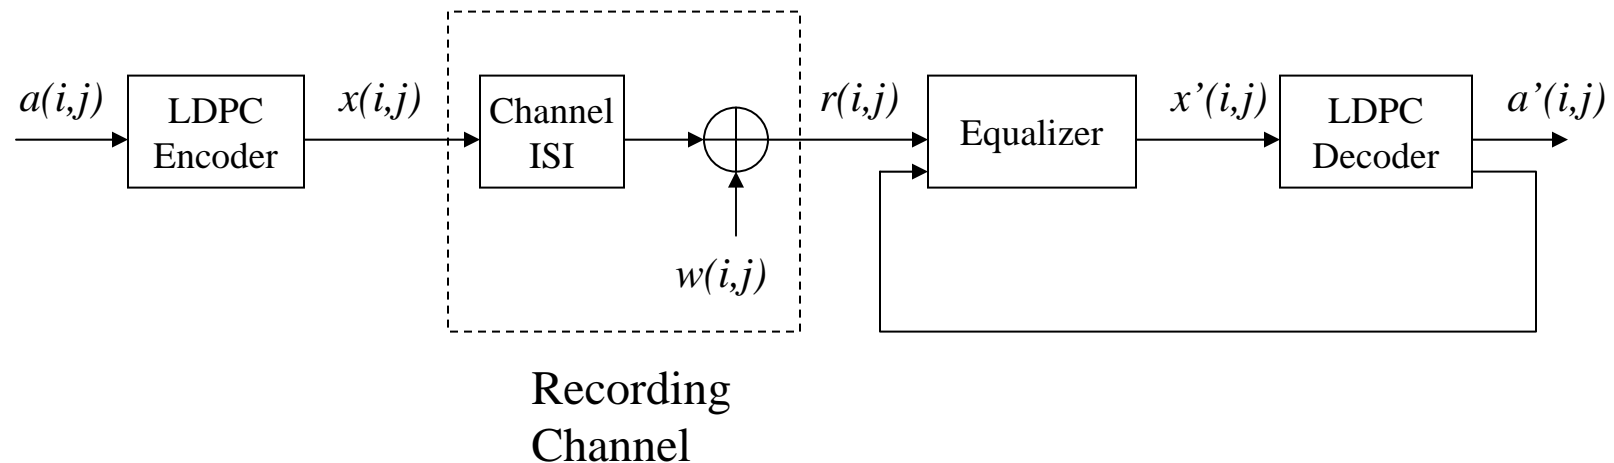 a(i,j)
LDPC
Encoder
x(i,j)
Channel
ISI
w(i,j)
r(i,j)
Equalizer
x'(i,j)
LDPC
Decoder
a'(i,j)
Recording
Channel